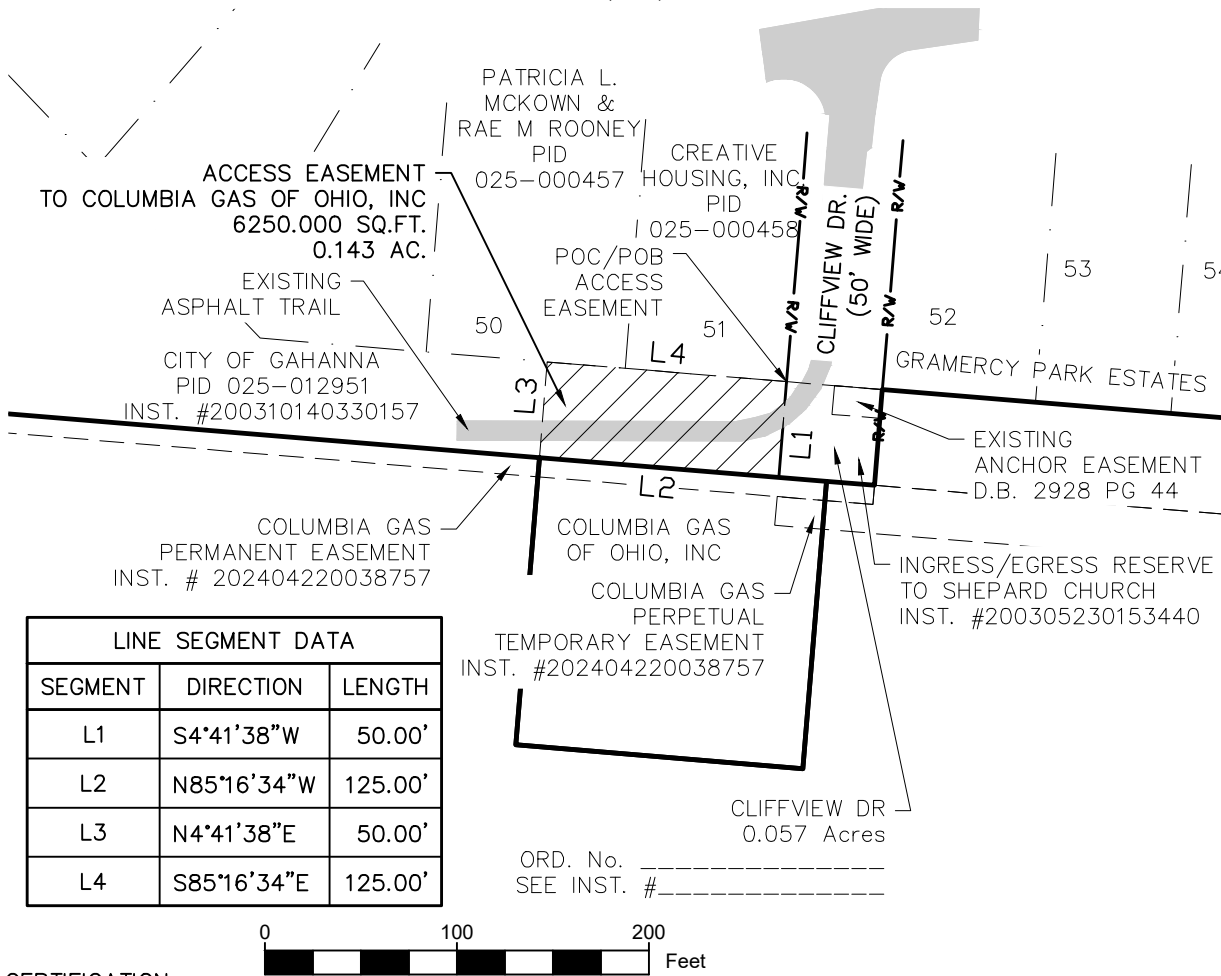 PATRICIA L.
MCKOWN &
RAE M ROONEY
PID
025-000457
ACCESS EASEMENT
TO COLUMBIA GAS OF OHIO, INC
6250.000 SQ.FT.
0.143 AC.
CREATIVE
HOUSING, INC
PID
025-000458
R/W
R/W
CLIFFVIEW DR.
(50' WIDE)
R/W
R/W
53
EXISTING
ASPHALT TRAIL
POC/POB
ACCESS
EASEMENT
50
51
52
L4
GRAMERCY PARK ESTATES
CITY OF GAHANNA
PID 025-012951
INST. #200310140330157
L3
L1
R/W
EXISTING
ANCHOR EASEMENT
D.B. 2928 PG 44
L2
COLUMBIA GAS
PERMANENT EASEMENT
INST. # 202404220038757
COLUMBIA GAS
OF OHIO, INC
INGRESS/EGRESS RESERVE
TO SHEPARD CHURCH
INST. #200305230153440
COLUMBIA GAS
PERPETUAL
TEMPORARY EASEMENT
INST. #202404220038757
LINE SEGMENT DATA
SEGMENT DIRECTION LENGTH
L1 S4°41'38"W 50.00'
L2 N85°16'34"W 125.00'
L3 N4°41'38"E 50.00'
L4 S85°16'34"E 125.00'
CLIFFVIEW DR
0.057 Acres
ORD. No. ______________
SEE INST. #_____________
0 100 200
Feet